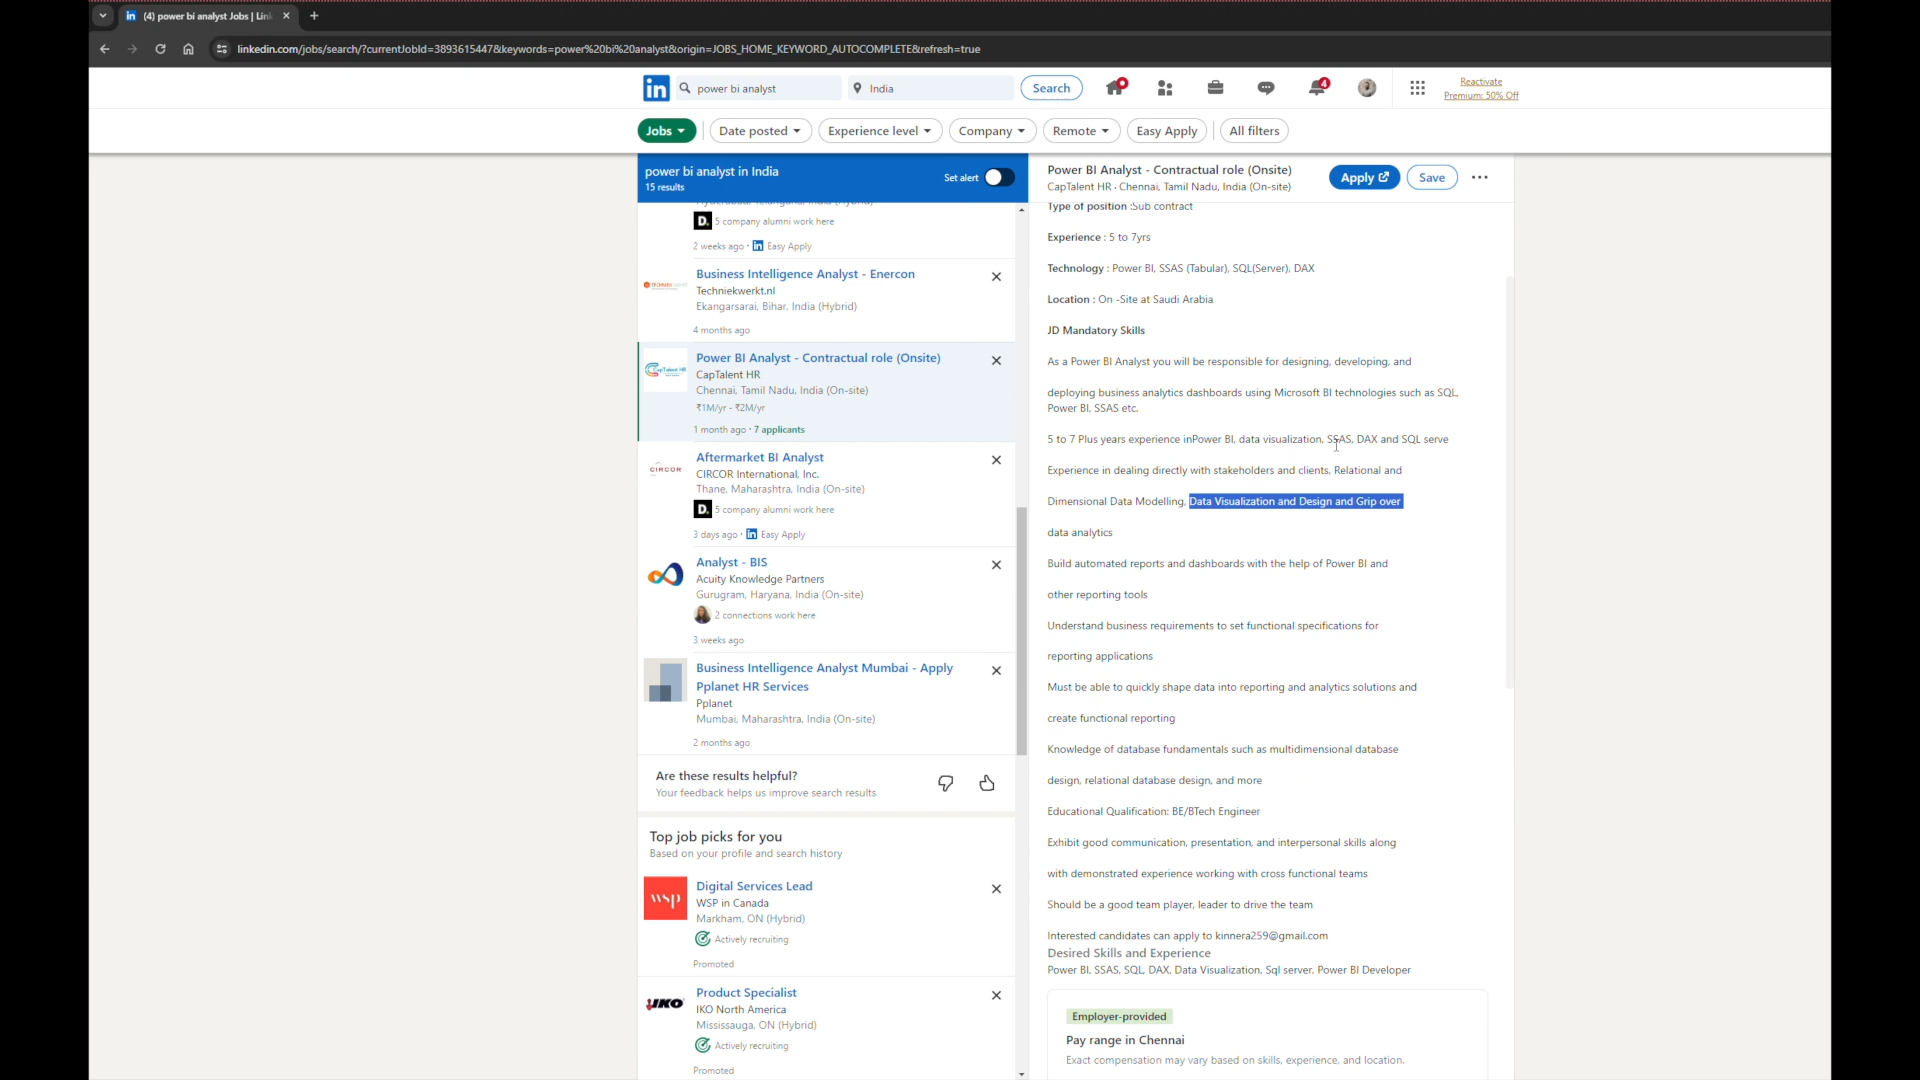 (4) power bi analyst Jobs | Lin
linkedin.com/jobs/search/?currentJobId=3893615447&keywords=power%20bi%20analyst&origin=JOBS_HOME_KEYWORD_AUTOCOMPLETE&refresh=true
in power bi analyst India Search 4 Reactivate
Premium: 50% Off
Jobs Date posted Experience level Company Remote Easy Apply All filters
power bi analyst in India
15 results
Set alert
D. 5 company alumni work here
2 weeks ago · in Easy Apply
Business Intelligence Analyst - Enercon
Techniekwerkt.nl
Ekangarsarai, Bihar, India (Hybrid)
4 months ago
Power BI Analyst - Contractual role (Onsite)
CapTalent HR
Chennai, Tamil Nadu, India (On-site)
₹1M/yr - ₹2M/yr
1 month ago · 7 applicants
CIRCOR
Aftermarket BI Analyst
CIRCOR International, Inc.
Thane, Maharashtra, India (On-site)
D. 5 company alumni work here
3 days ago · in Easy Apply
Analyst - BIS
Acuity Knowledge Partners
Gurugram, Haryana, India (On-site)
2 connections work here
3 weeks ago
Business Intelligence Analyst Mumbai - Apply
Pplanet HR Services
Pplanet
Mumbai, Maharashtra, India (On-site)
2 months ago
Are these results helpful?
Your feedback helps us improve search results
Top job picks for you
Based on your profile and search history
wsp
Digital Services Lead
WSP in Canada
Markham, ON (Hybrid)
Actively recruiting
Promoted
IKO
Product Specialist
IKO North America
Mississauga, ON (Hybrid)
Actively recruiting
Promoted
Power BI Analyst - Contractual role (Onsite)
CapTalent HR · Chennai, Tamil Nadu, India (On-site)
Apply Save
Type of position :Sub contract
Experience : 5 to 7yrs
Technology : Power BI, SSAS (Tabular), SQL(Server), DAX
Location : On -Site at Saudi Arabia
JD Mandatory Skills
As a Power BI Analyst you will be responsible for designing, developing, and
deploying business analytics dashboards using Microsoft BI technologies such as SQL,
Power BI, SSAS etc.
5 to 7 Plus years experience inPower BI, data visualization, SSAS, DAX and SQL serve
Experience in dealing directly with stakeholders and clients, Relational and
Dimensional Data Modelling, Data Visualization and Design and Grip over
data analytics
Build automated reports and dashboards with the help of Power BI and
other reporting tools
Understand business requirements to set functional specifications for
reporting applications
Must be able to quickly shape data into reporting and analytics solutions and
create functional reporting
Knowledge of database fundamentals such as multidimensional database
design, relational database design, and more
Educational Qualification: BE/BTech Engineer
Exhibit good communication, presentation, and interpersonal skills along
with demonstrated experience working with cross functional teams
Should be a good team player, leader to drive the team
Interested candidates can apply to kinnera259@gmail.com
Desired Skills and Experience
Power BI, SSAS, SQL, DAX, Data Visualization, Sql server, Power BI Developer
Employer-provided
Pay range in Chennai
Exact compensation may vary based on skills, experience, and location.